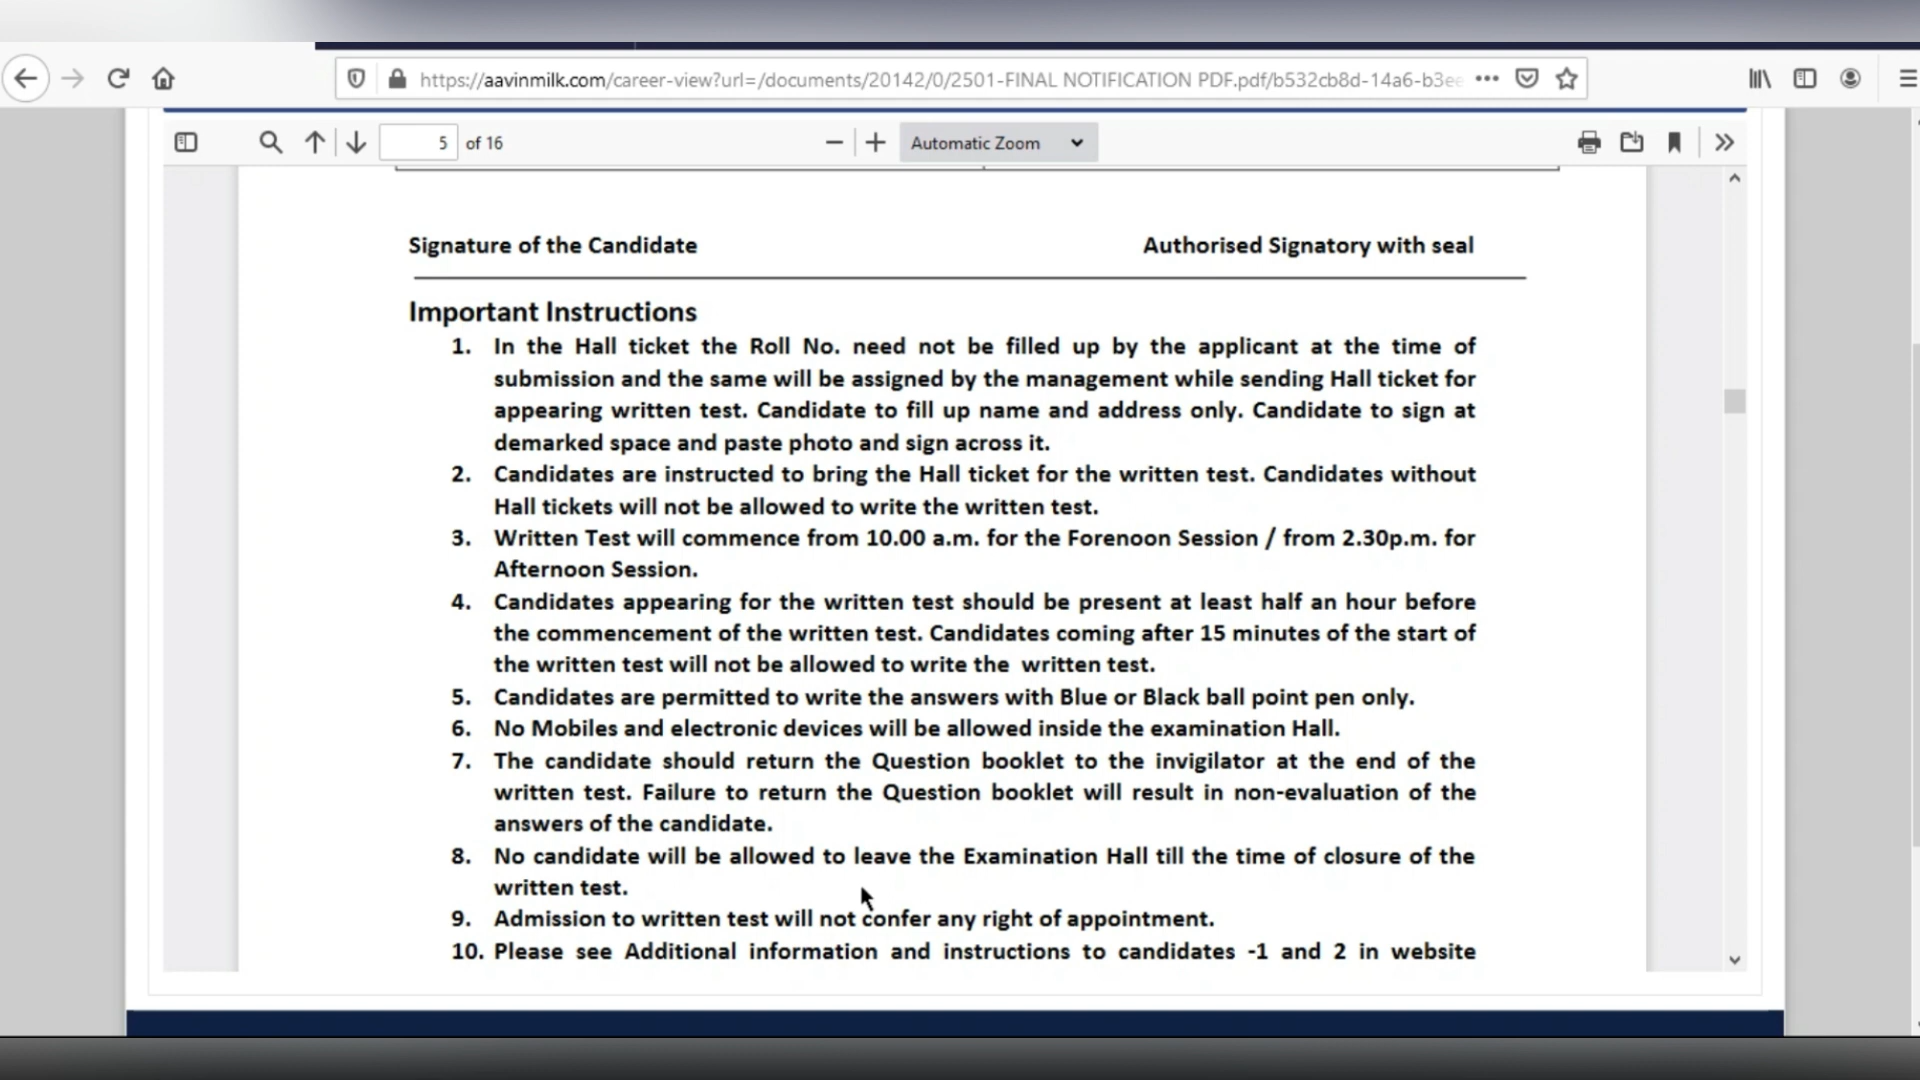 https://aavinmilk.com/career-view?url=/documents/20142/0/2501-FINAL NOTIFICATION PDF.pdf/b532cb8d-14a6-b3ee
5 of 16
Automatic Zoom
Signature of the Candidate Authorised Signatory with seal
Important Instructions
1. In the Hall ticket the Roll No. need not be filled up by the applicant at the time of
submission and the same will be assigned by the management while sending Hall ticket for
appearing written test. Candidate to fill up name and address only. Candidate to sign at
demarked space and paste photo and sign across it.
2. Candidates are instructed to bring the Hall ticket for the written test. Candidates without
Hall tickets will not be allowed to write the written test.
3. Written Test will commence from 10.00 a.m. for the Forenoon Session / from 2.30p.m. for
Afternoon Session.
4. Candidates appearing for the written test should be present at least half an hour before
the commencement of the written test. Candidates coming after 15 minutes of the start of
the written test will not be allowed to write the written test.
5. Candidates are permitted to write the answers with Blue or Black ball point pen only.
6. No Mobiles and electronic devices will be allowed inside the examination Hall.
7. The candidate should return the Question booklet to the invigilator at the end of the
written test. Failure to return the Question booklet will result in non-evaluation of the
answers of the candidate.
8. No candidate will be allowed to leave the Examination Hall till the time of closure of the
written test.
9. Admission to written test will not confer any right of appointment.
10. Please see Additional information and instructions to candidates -1 and 2 in website